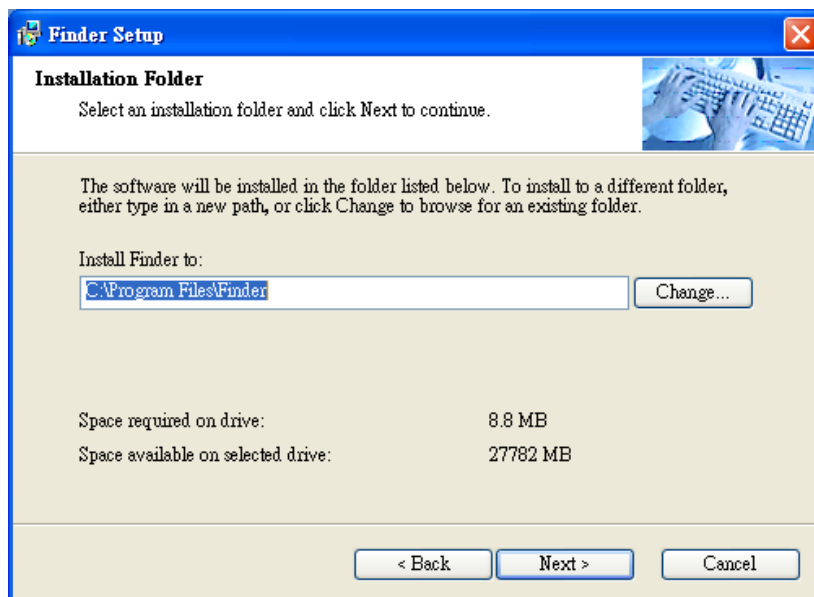 Finder Setup
Installation Folder
Select an installation folder and click Next to continue.
The software will be installed in the folder listed below. To install to a different folder,
either type in a new path, or click Change to browse for an existing folder.
Install Finder to:
C:\Program Files\Finder
Change...
Space required on drive: 8.8 MB
Space available on selected drive: 27782 MB
< Back Next > Cancel